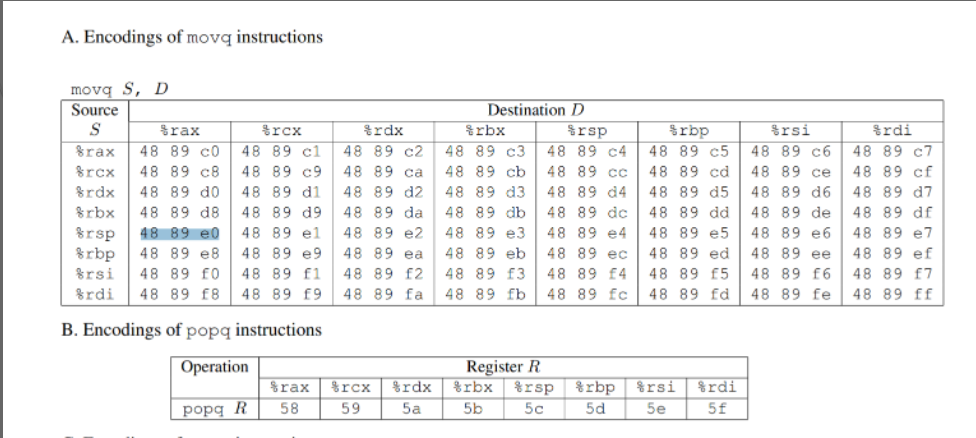 A. Encodings of movq instructions
movq S, D
Source Destination D
S %rax %rcx %rdx %rbx %rsp %rbp %rsi %rdi
%rax 48 89 c0 48 89 c1 48 89 c2 48 89 c3 48 89 c4 48 89 c5 48 89 c6 48 89 c7
%rcx 48 89 c8 48 89 c9 48 89 ca 48 89 cb 48 89 cc 48 89 cd 48 89 ce 48 89 cf
%rdx 48 89 d0 48 89 d1 48 89 d2 48 89 d3 48 89 d4 48 89 d5 48 89 d6 48 89 d7
%rbx 48 89 d8 48 89 d9 48 89 da 48 89 db 48 89 dc 48 89 dd 48 89 de 48 89 df
%rsp 48 89 e0 48 89 e1 48 89 e2 48 89 e3 48 89 e4 48 89 e5 48 89 e6 48 89 e7
%rbp 48 89 e8 48 89 e9 48 89 ea 48 89 eb 48 89 ec 48 89 ed 48 89 ee 48 89 ef
%rsi 48 89 f0 48 89 f1 48 89 f2 48 89 f3 48 89 f4 48 89 f5 48 89 f6 48 89 f7
%rdi 48 89 f8 48 89 f9 48 89 fa 48 89 fb 48 89 fc 48 89 fd 48 89 fe 48 89 ff
B. Encodings of popq instructions
Operation Register R
%rax %rcx %rdx %rbx %rsp %rbp %rsi %rdi
popq R 58 59 5a 5b 5c 5d 5e 5f